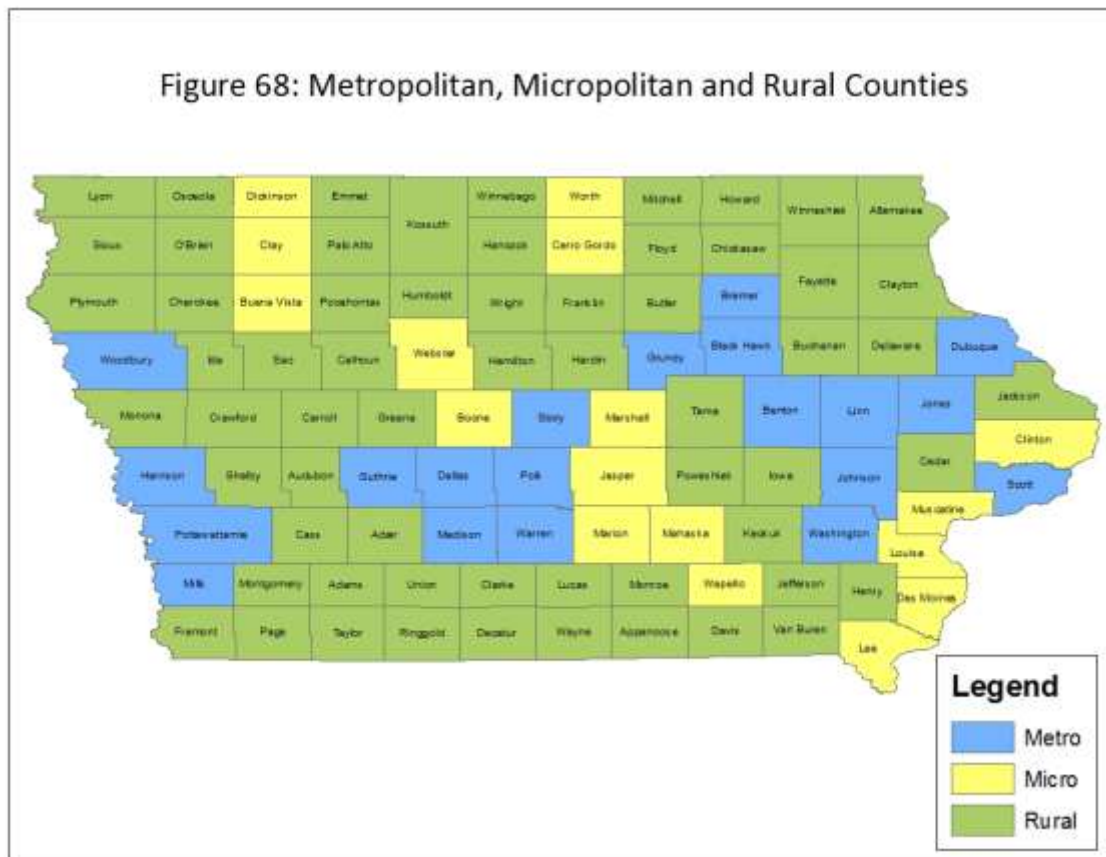 Figure 68: Metropolitan, Micropolitan and Rural Counties
Lyon Osceola Dickinson Emmet Winnebago Worth Mitchell Howard
Kossuth Winneshiek Allamakee
Sioux O'Brien Clay Palo Alto Hancock Cerro Gordo Floyd Chickasaw
Fayette Clayton
Plymouth Cherokee Buena Vista Pocahontas Humboldt Wright Franklin Butler Bremer
Woodbury Ida Sac Calhoun Webster Hamilton Hardin Grundy Black Hawk Buchanan Delaware Dubuque
Monona Crawford Carroll Greene Boone Story Marshall Tama Benton Linn Jones Jackson
Clinton
Harrison Shelby Audubon Guthrie Dallas Polk Jasper Poweshiek Iowa Johnson Cedar Scott
Muscatine
Pottawattamie Cass Adair Madison Warren Marion Mahaska Keokuk Washington
Louisa
Mills Montgomery Adams Union Clarke Lucas Monroe Wapello Jefferson Henry Des Moines
Fremont Page Taylor Ringgold Decatur Wayne Appanoose Davis Van Buren
Lee
Legend
Metro
Micro
Rural